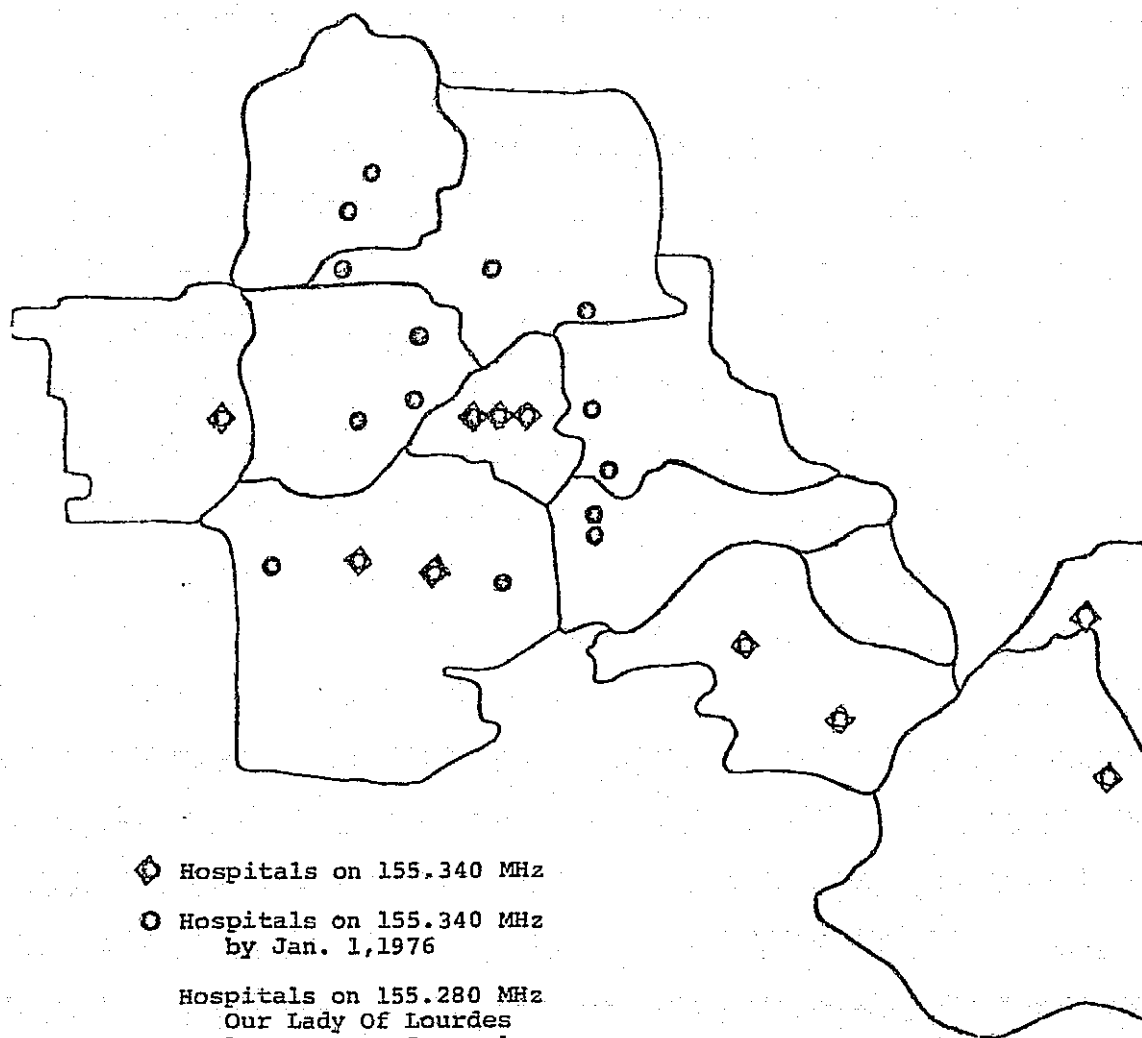 Hospitals on 155.340 MHz
Hospitals on 155.340 MHz
by Jan. 1,1976
Hospitals on 155.280 MHz
Our Lady Of Lourdes